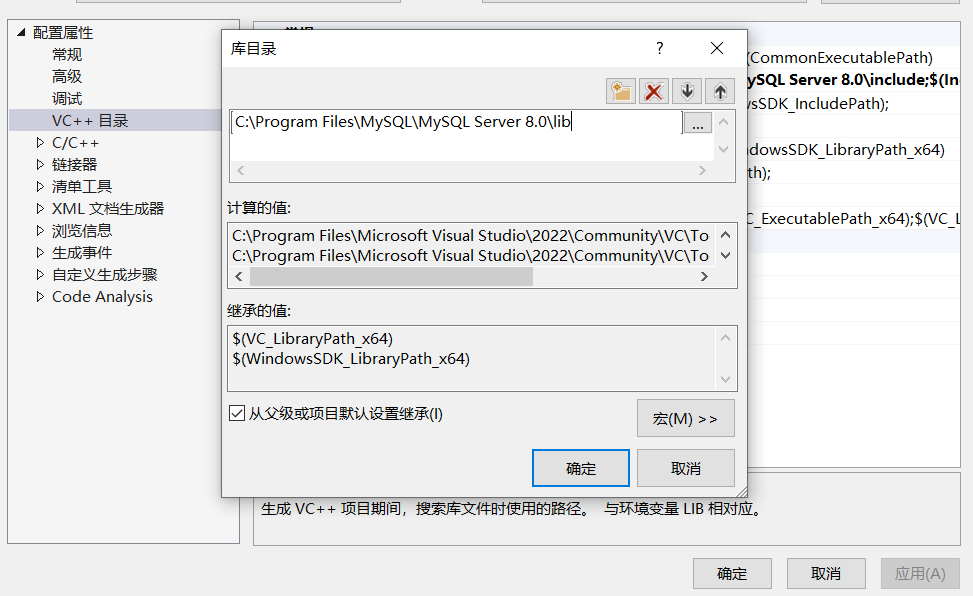 配置属性
常规
高级
调试
VC++ 目录
C/C++
链接器
清单工具
XML 文档生成器
浏览信息
生成事件
自定义生成步骤
Code Analysis
库目录
?
C:\Program Files\MySQL\MySQL Server 8.0\lib
...
计算的值:
C:\Program Files\Microsoft Visual Studio\2022\Community\VC\To
C:\Program Files\Microsoft Visual Studio\2022\Community\VC\To
继承的值:
$(VC_LibraryPath_x64)
$(WindowsSDK_LibraryPath_x64)
从父级或项目默认设置继承(I)
宏(M) >>
确定
取消
(CommonExecutablePath)
ySQL Server 8.0\include;$(In
wsSDK_IncludePath);
ndowsSDK_LibraryPath_x64)
th);
C_ExecutablePath_x64);$(VC_L
生成 VC++ 项目期间，搜索库文件时使用的路径。 与环境变量 LIB 相对应。
确定
取消
应用(A)